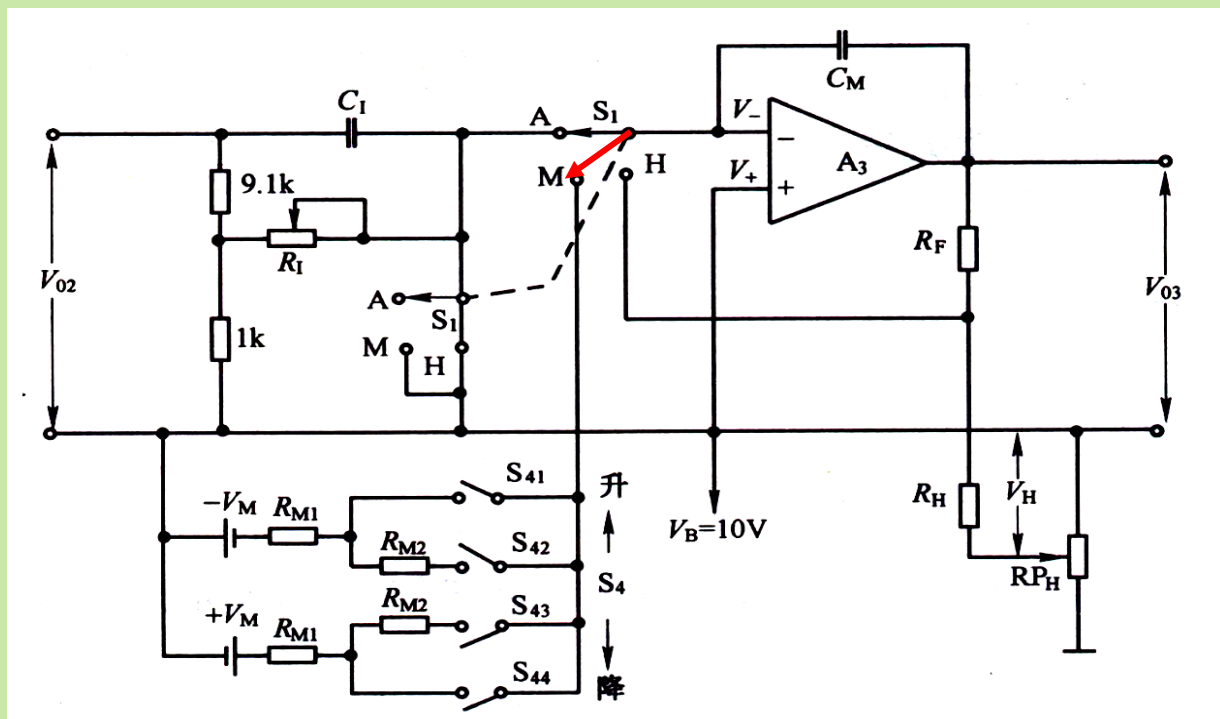 C_M
C_I
A S_1 V_−
−
9.1k M H V_+ A_3
+
R_F
R_I
V_02 V_03
A
S_1
1k
M
H
S_41 升
−V_M R_M1 R_H V_H
V_B=10V
R_M2 S_42
S_4 RP_H
R_M2 S_43
+V_M R_M1
S_44
降